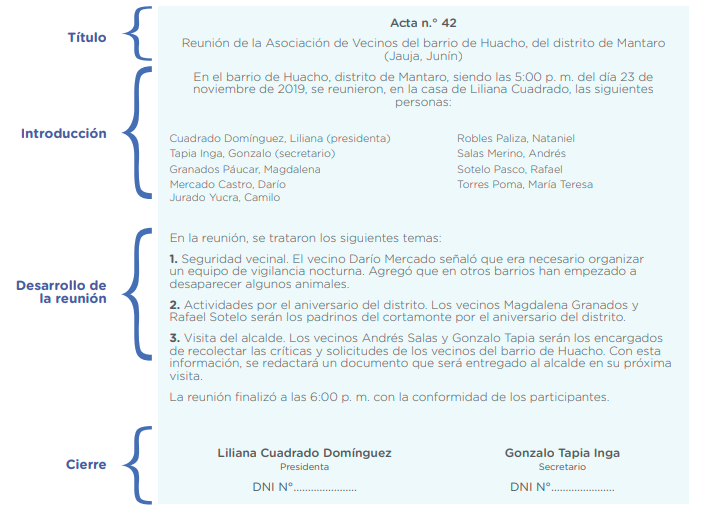 Título
Acta n.° 42
Reunión de la Asociación de Vecinos del barrio de Huacho, del distrito de Mantaro
(Jauja, Junín)
Introducción
En el barrio de Huacho, distrito de Mantaro, siendo las 5:00 p. m. del día 23 de
noviembre de 2019, se reunieron, en la casa de Liliana Cuadrado, las siguientes
personas:
Cuadrado Domínguez, Liliana (presidenta)
Tapia Inga, Gonzalo (secretario)
Granados Páucar, Magdalena
Mercado Castro, Darío
Jurado Yucra, Camilo
Robles Paliza, Nataniel
Salas Merino, Andrés
Sotelo Pasco, Rafael
Torres Poma, María Teresa
Desarrollo de
la reunión
En la reunión, se trataron los siguientes temas:
1. Seguridad vecinal. El vecino Darío Mercado señaló que era necesario organizar
un equipo de vigilancia nocturna. Agregó que en otros barrios han empezado a
desaparecer algunos animales.
2. Actividades por el aniversario del distrito. Los vecinos Magdalena Granados y
Rafael Sotelo serán los padrinos del cortamonte por el aniversario del distrito.
3. Visita del alcalde. Los vecinos Andrés Salas y Gonzalo Tapia serán los encargados
de recolectar las críticas y solicitudes de los vecinos del barrio de Huacho. Con esta
información, se redactará un documento que será entregado al alcalde en su próxima
visita.
La reunión finalizó a las 6:00 p. m. con la conformidad de los participantes.
Cierre
Liliana Cuadrado Domínguez
Presidenta
DNI N°......................
Gonzalo Tapia Inga
Secretario
DNI N°......................